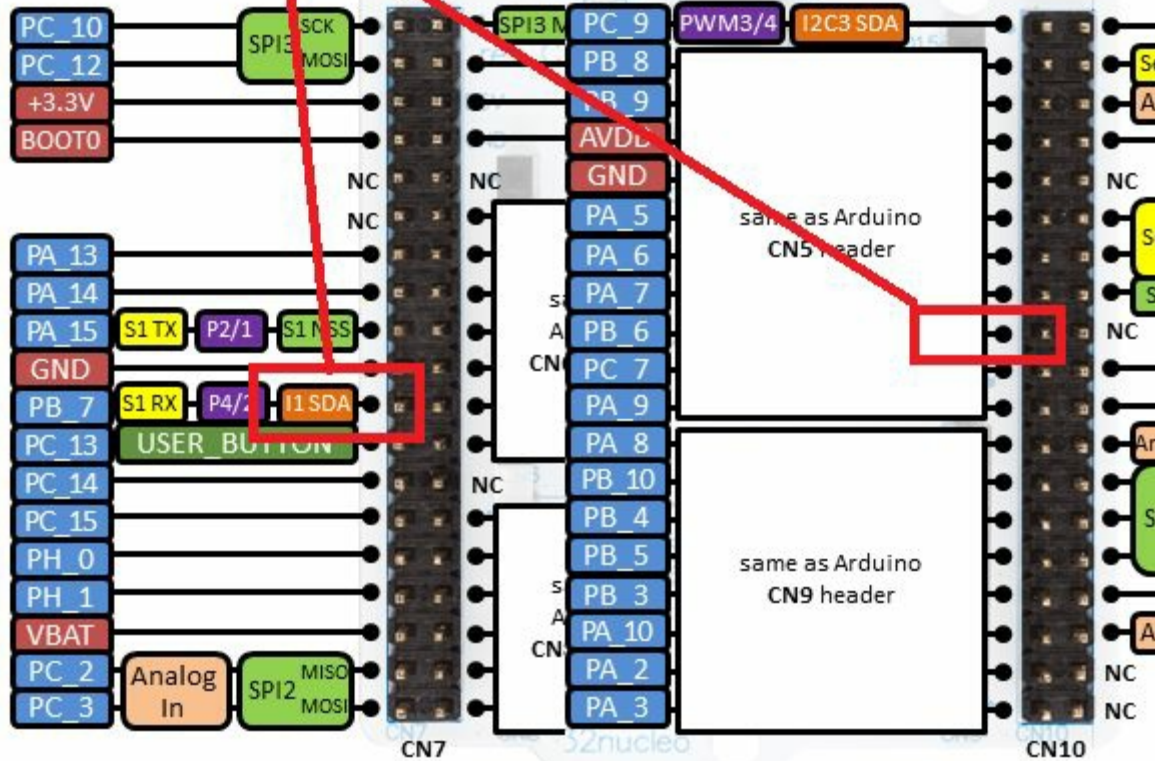 PC_10
SPI3
SCK
MOSI
PC_12
+3.3V
BOOT0
NC
NC
PA_13
PA_14
PA_15
S1 TX
P2/1
S1 NSS
GND
PB_7
S1 RX
P4/2
I1 SDA
PC_13
USER_BUTTON
PC_14
PC_15
PH_0
PH_1
VBAT
PC_2
PC_3
Analog
In
SPI2
MISO
MOSI
CN7
CN7
NC
NC
SPI3 M
PC_9
PWM3/4
I2C3 SDA
PB_8
PB_9
AVDD
GND
PA_5
PA_6
PA_7
PB_6
PC_7
PA_9
PA_8
PB_10
PB_4
PB_5
PB_3
PA_10
PA_2
PA_3
same as Arduino
CN5 header
same as Arduino
CN9 header
32nucleo
CN10
CN10
NC
NC
NC
NC